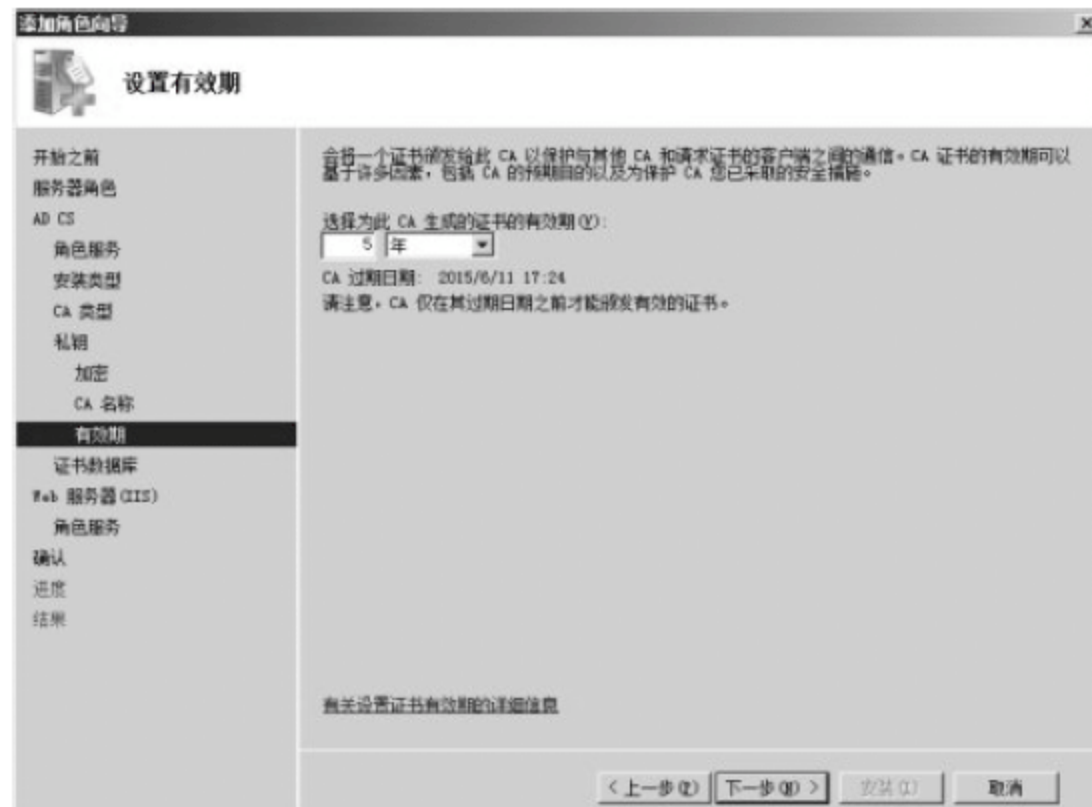 添加角色向导
设置有效期
开始之前
服务器角色
AD CS
角色服务
安装类型
CA 类型
私钥
加密
CA 名称
有效期
证书数据库
Web 服务器(IIS)
角色服务
确认
进度
结果
会将一个证书颁发给此 CA 以保护与其他 CA 和请求证书的客户端之间的通信。CA 证书的有效期可以
基于许多因素，包括 CA 的预期目的以及为保护 CA 您已采取的安全措施。
选择为此 CA 生成的证书的有效期(V):
5 年
CA 过期日期: 2015/6/11 17:24
请注意，CA 仅在其过期日期之前才能颁发有效的证书。
有关设置证书有效期的详细信息
< 上一步(P) 下一步(N) > 安装(I) 取消